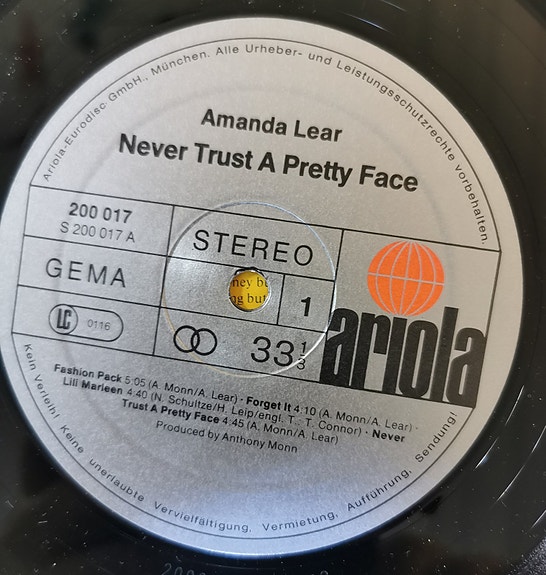 Ariola-Eurodisc GmbH., München. Alle Urheber- und Leistungsschutzrechte vorbehalten.
Amanda Lear
Never Trust A Pretty Face
200 017
S 200 017 A
STEREO
GEMA
1
LC 0116
33 1/3
ariola
Fashion Pack 5:05 (A. Monn/A. Lear) · Forget It 4:10 (A. Monn/A. Lear) ·
Lili Marleen 4:40 (N. Schultze/H. Leip/engl. T.: T. Connor) · Never
Trust A Pretty Face 4:45 (A. Monn/A. Lear)
Produced by Anthony Monn
Kein Verleih! Keine unerlaubte Vervielfältigung, Vermietung, Aufführung, Sendung!